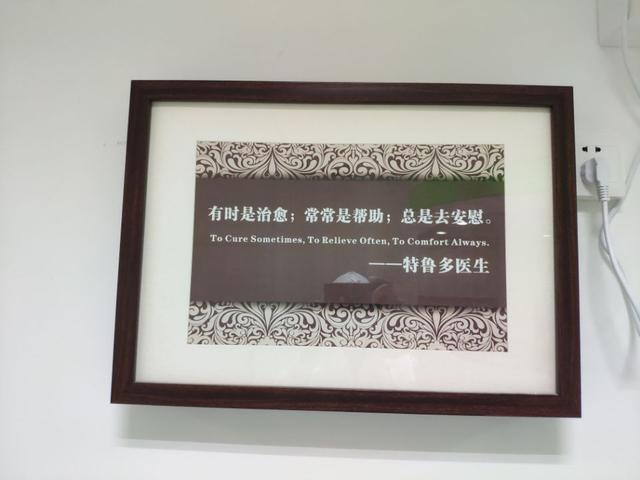 有时是治愈；常常是帮助；总是去安慰。
To Cure Sometimes, To Relieve Often, To Comfort Always.
——特鲁多医生